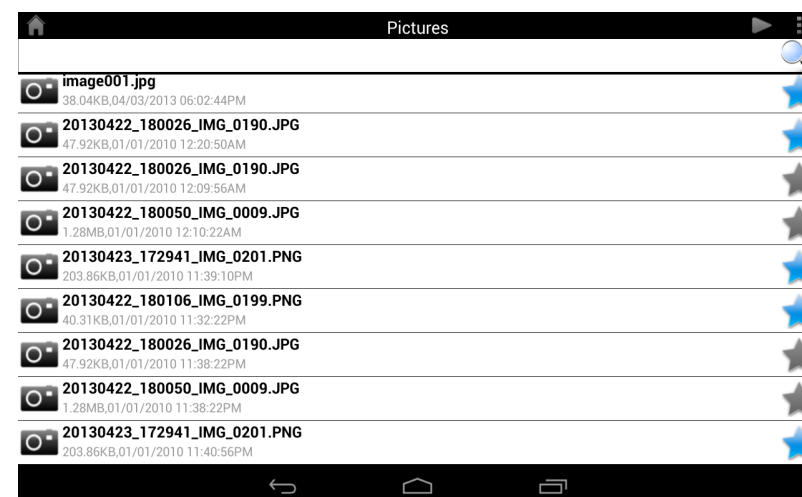 Pictures
image001.jpg
38.04KB,04/03/2013 06:02:44PM
20130422_180026_IMG_0190.JPG
47.92KB,01/01/2010 12:20:50AM
20130422_180026_IMG_0190.JPG
47.92KB,01/01/2010 12:09:56AM
20130422_180050_IMG_0009.JPG
1.28MB,01/01/2010 12:10:22AM
20130423_172941_IMG_0201.PNG
203.86KB,01/01/2010 11:39:10PM
20130422_180106_IMG_0199.PNG
40.31KB,01/01/2010 11:32:22PM
20130422_180026_IMG_0190.JPG
47.92KB,01/01/2010 11:38:22PM
20130422_180050_IMG_0009.JPG
1.28MB,01/01/2010 11:38:22PM
20130423_172941_IMG_0201.PNG
203.86KB,01/01/2010 11:40:56PM